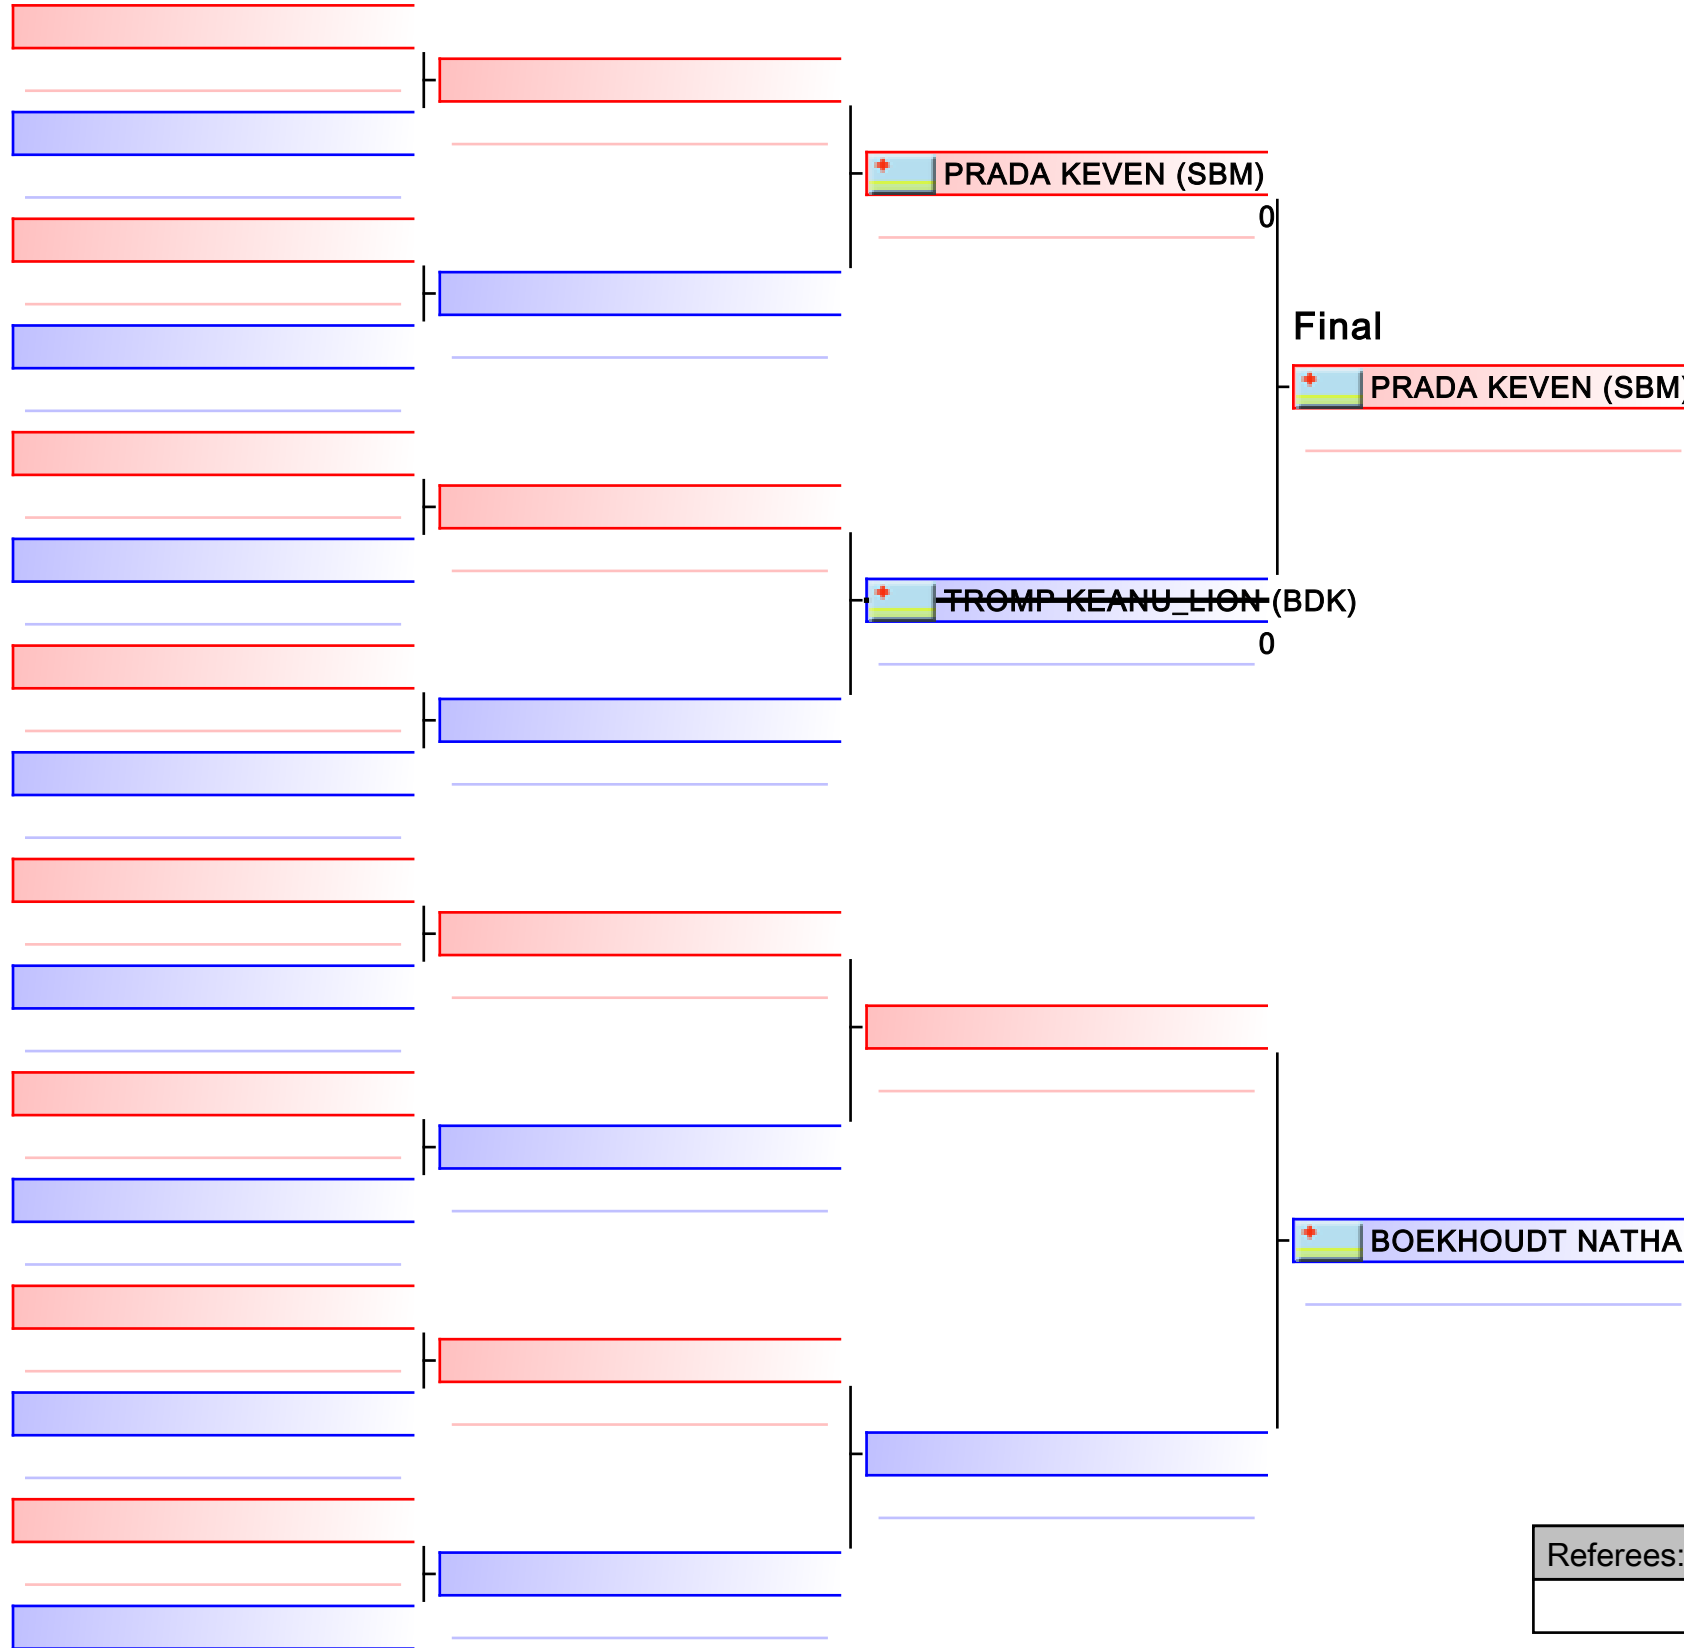 PRADA KEVEN (SBM)
0
Final
PRADA KEVEN (SBM)
TROMP KEANU_LION (BDK)
0
BOEKHOUDT NATHA
Referees: